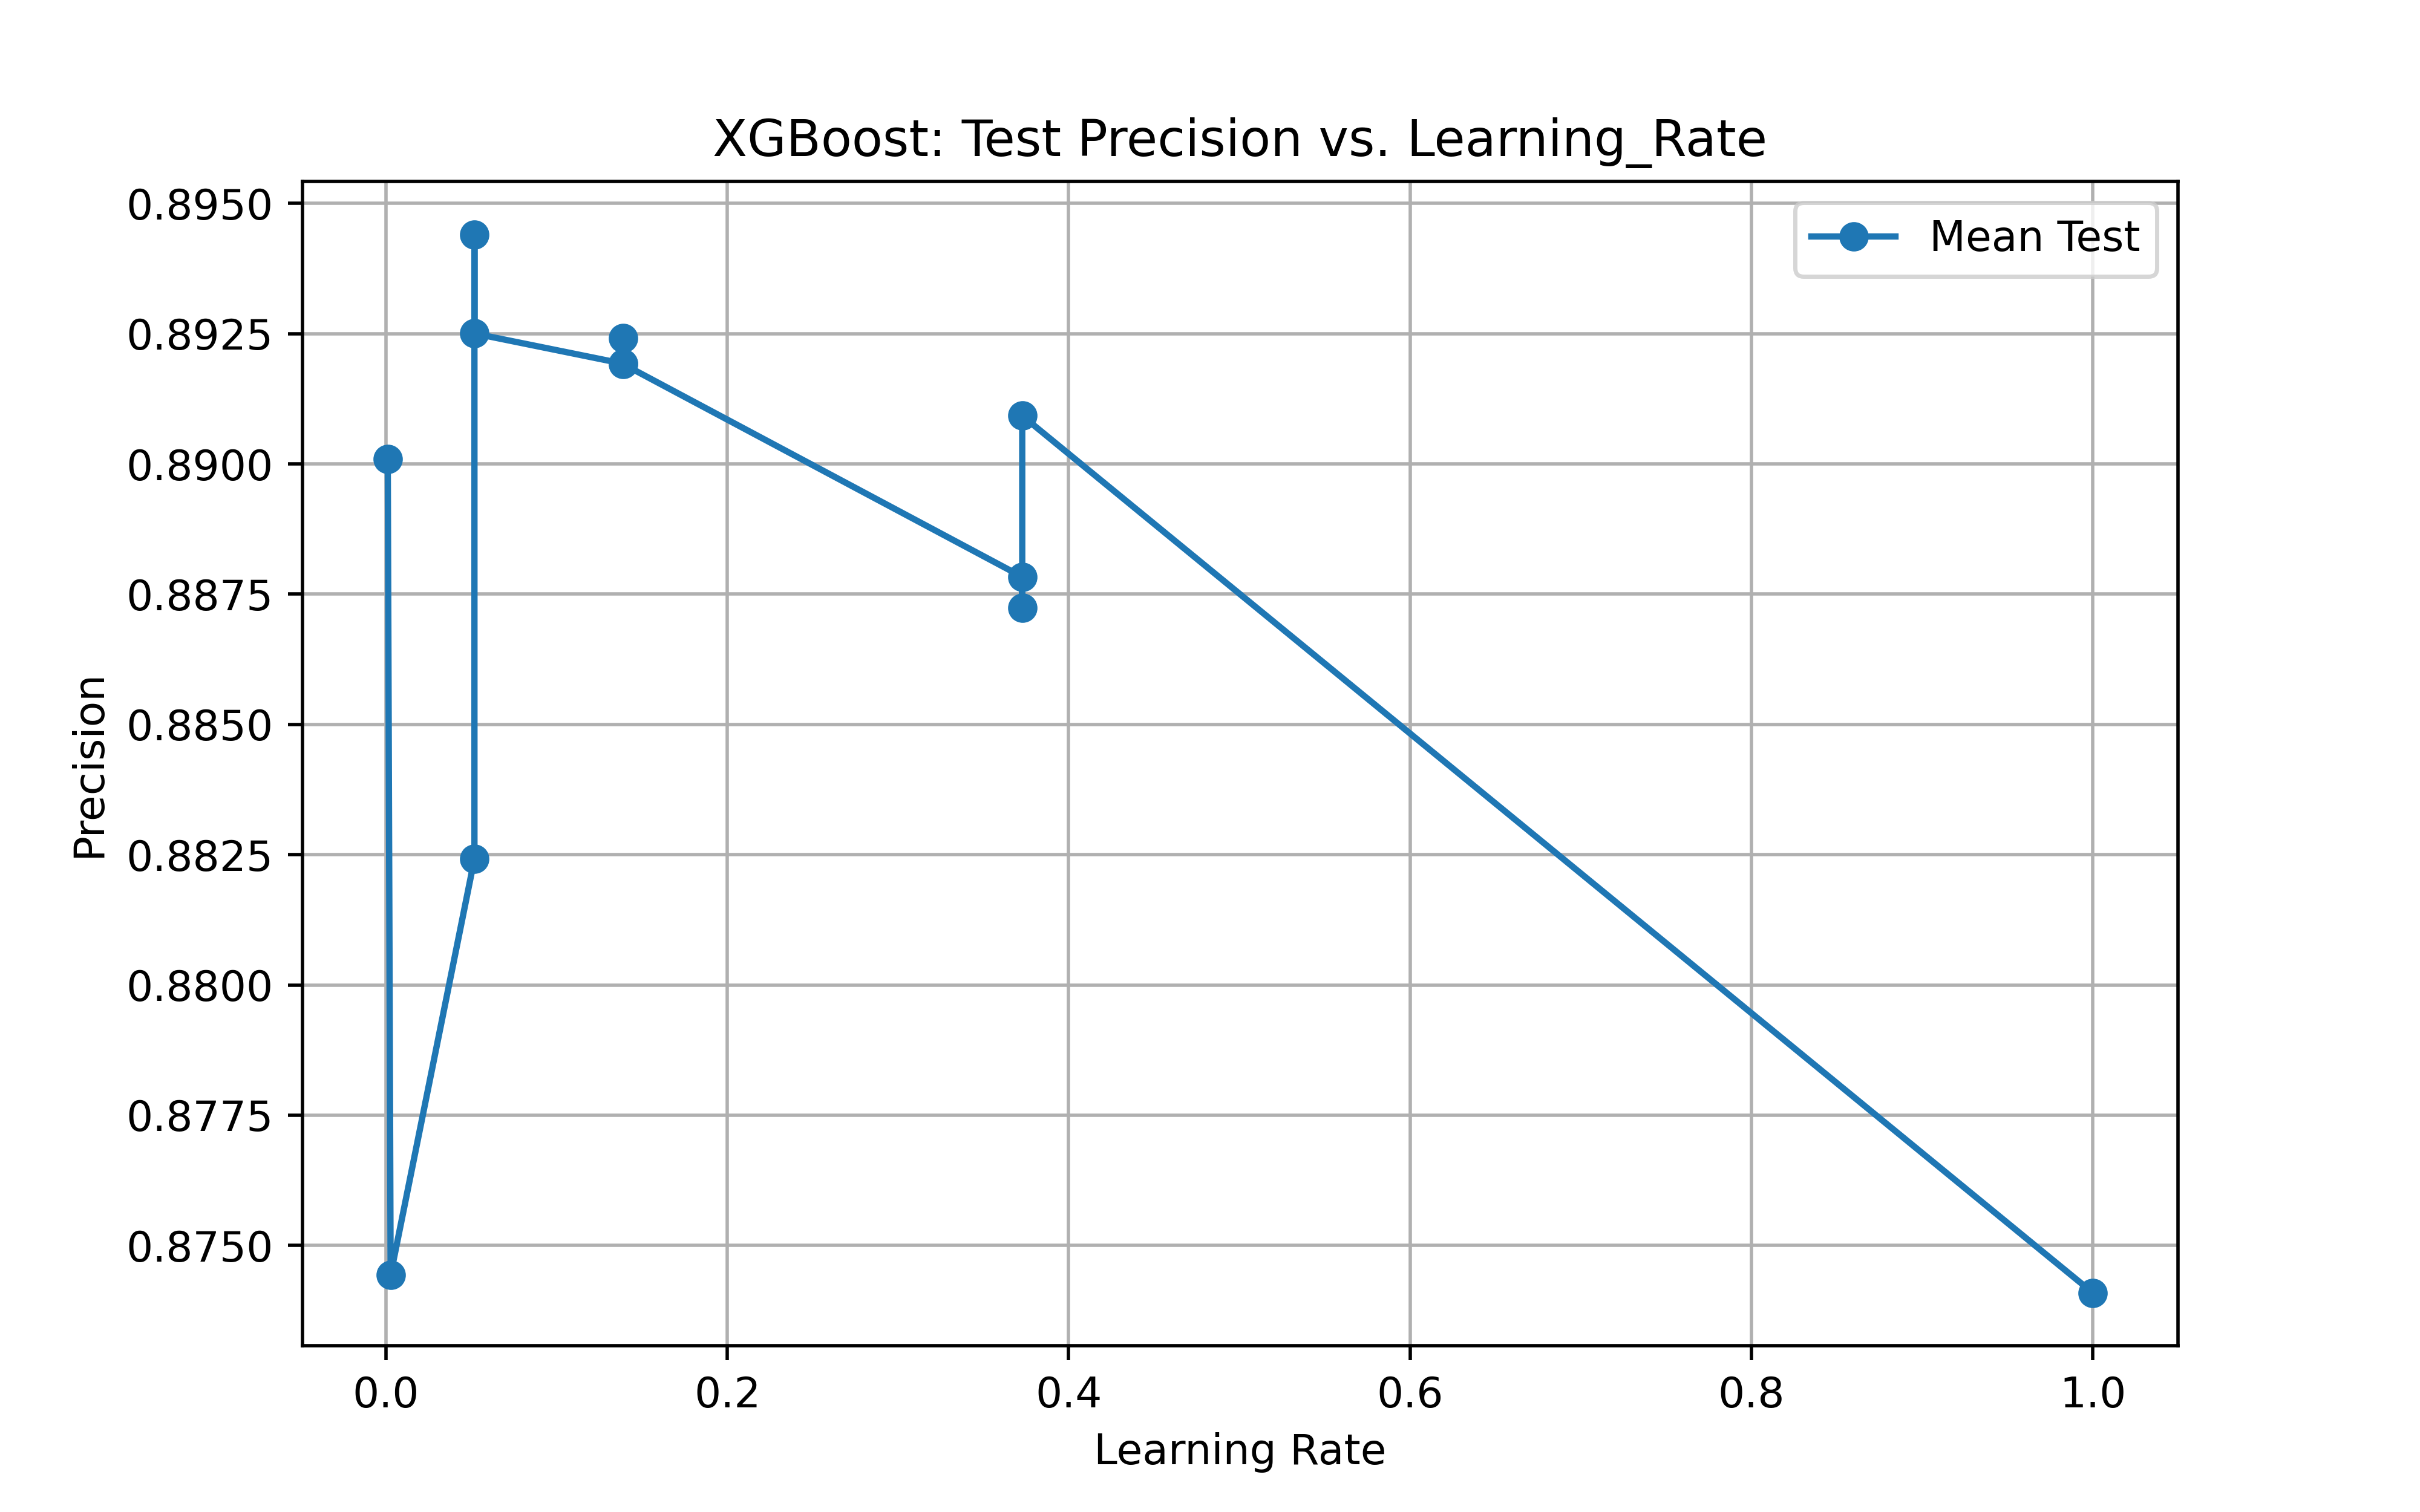 XGBoost: Test Precision vs. Learning_Rate
Mean Test
0.8950
0.8925
0.8900
0.8875
0.8850
0.8825
0.8800
0.8775
0.8750
Precision
0.0 0.2 0.4 0.6 0.8 1.0
Learning Rate